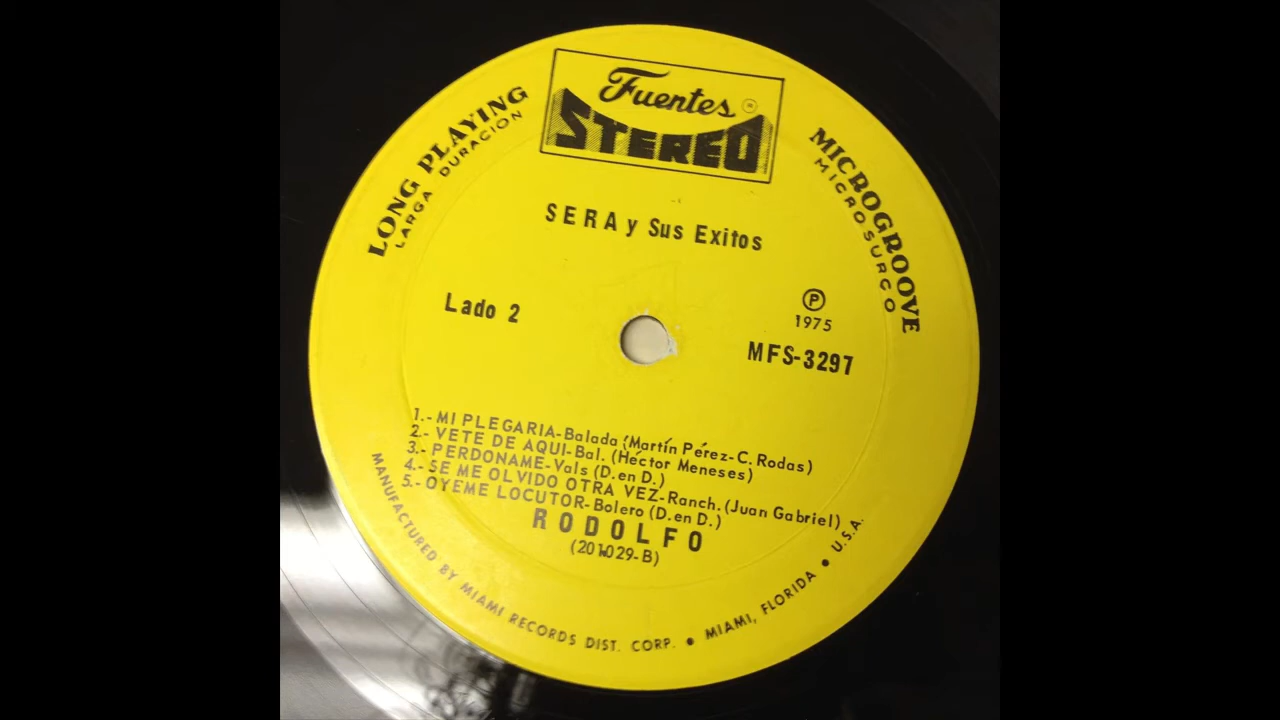 Fuentes ®
STEREO
LONG PLAYING
LARGA DURACION
MICROGROOVE
MICROSURCO
SERA y Sus Exitos
Lado 2
℗
1975
MFS-3297
1.- MI PLEGARIA-Balada (Martín Pérez-C. Rodas)
2.- VETE DE AQUI-Bal. (Héctor Meneses)
3.- PERDONAME-Vals (D. en D.)
4.- SE ME OLVIDO OTRA VEZ-Ranch. (Juan Gabriel)
5.- OYEME LOCUTOR-Bolero (D. en D.)
RODOLFO
(201029-B)
MANUFACTURED BY MIAMI RECORDS DIST. CORP. • MIAMI, FLORIDA • U.S.A.